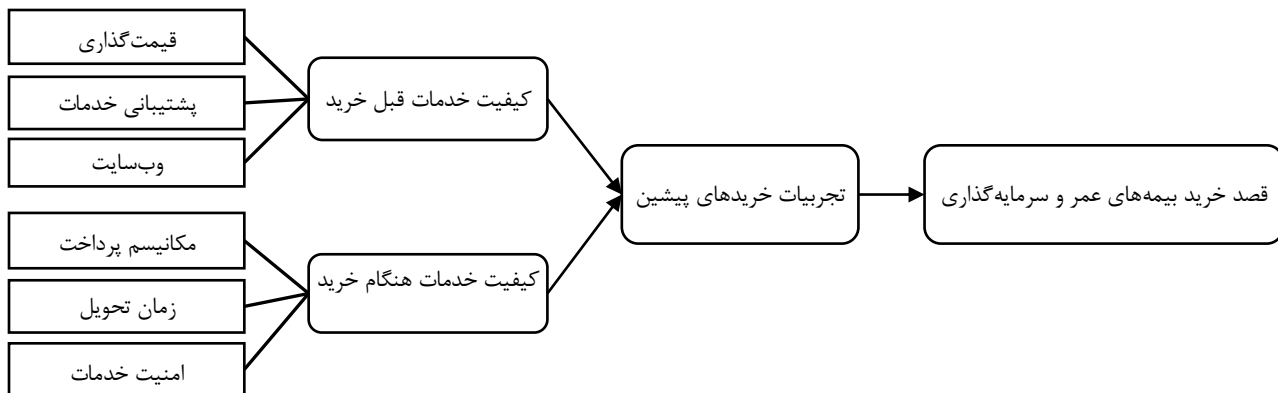 قیمت‌گذاری
پشتیبانی خدمات
وب‌سایت
کیفیت خدمات قبل خرید
مکانیسم پرداخت
زمان تحویل
امنیت خدمات
کیفیت خدمات هنگام خرید
تجربیات خریدهای پیشین
قصد خرید بیمه‌های عمر و سرمایه‌گذاری